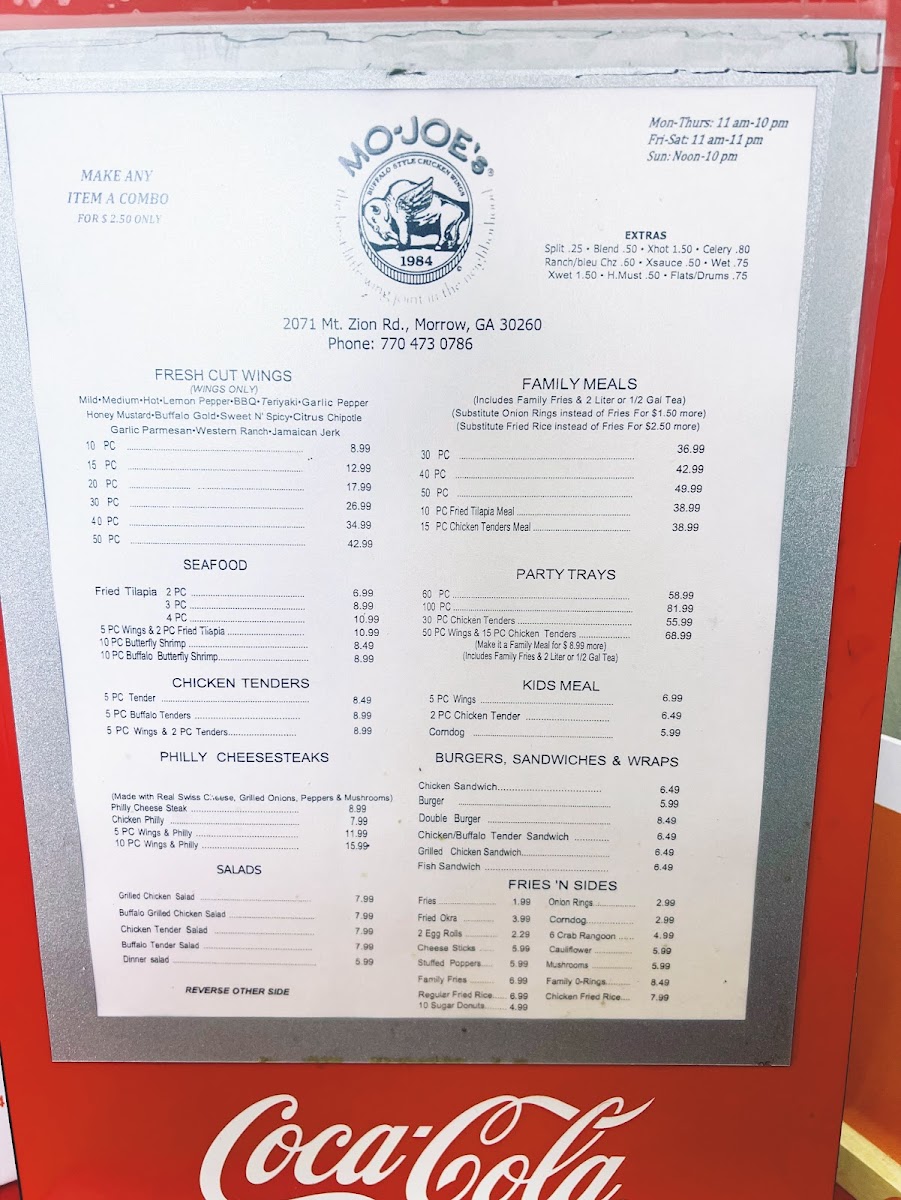 MAKE ANY
ITEM A COMBO
FOR $ 2.50 ONLY
MO-JOE's®
BUFFALO STYLE CHICKEN WINGS
1984
wing joint in the neighborhood
Mon-Thurs: 11 am-10 pm
Fri-Sat: 11 am-11 pm
Sun: Noon-10 pm
EXTRAS
Split .25 • Blend .50 • Xhot 1.50 • Celery .80
Ranch/bleu Chz .60 • Xsauce .50 • Wet .75
Xwet 1.50 • H.Must .50 • Flats/Drums .75
2071 Mt. Zion Rd., Morrow, GA 30260
Phone: 770 473 0786
FRESH CUT WINGS
(WINGS ONLY)
Mild•Medium•Hot•Lemon Pepper•BBQ•Teriyaki•Garlic Pepper
Honey Mustard•Buffalo Gold•Sweet N' Spicy•Citrus Chipotle
Garlic Parmesan•Western Ranch•Jamaican Jerk
10 PC 8.99
15 PC 12.99
20 PC 17.99
30 PC 26.99
40 PC 34.99
50 PC 42.99
SEAFOOD
Fried Tilapia 2 PC 6.99
3 PC 8.99
4 PC 10.99
5 PC Wings & 2 PC Fried Tilapia 10.99
10 PC Butterfly Shrimp 8.49
10 PC Buffalo Butterfly Shrimp 8.99
CHICKEN TENDERS
5 PC Tender 8.49
5 PC Buffalo Tenders 8.99
5 PC Wings & 2 PC Tenders 8.99
PHILLY CHEESESTEAKS
(Made with Real Swiss Cheese, Grilled Onions, Peppers & Mushrooms)
Philly Cheese Steak 8.99
Chicken Philly 7.99
5 PC Wings & Philly 11.99
10 PC Wings & Philly 15.99
SALADS
Grilled Chicken Salad 7.99
Buffalo Grilled Chicken Salad 7.99
Chicken Tender Salad 7.99
Buffalo Tender Salad 7.99
Dinner salad 5.99
REVERSE OTHER SIDE
FAMILY MEALS
(Includes Family Fries & 2 Liter or 1/2 Gal Tea)
(Substitute Onion Rings instead of Fries For $1.50 more)
(Substitute Fried Rice instead of Fries For $2.50 more)
30 PC 36.99
40 PC 42.99
50 PC 49.99
10 PC Fried Tilapia Meal 38.99
15 PC Chicken Tenders Meal 38.99
PARTY TRAYS
60 PC 58.99
100 PC 81.99
30 PC Chicken Tenders 55.99
50 PC Wings & 15 PC Chicken Tenders 68.99
(Make it a Family Meal for $ 8.99 more)
(Includes Family Fries & 2 Liter or 1/2 Gal Tea)
KIDS MEAL
5 PC Wings 6.99
2 PC Chicken Tender 6.49
Corndog 5.99
BURGERS, SANDWICHES & WRAPS
Chicken Sandwich 6.49
Burger 5.99
Double Burger 8.49
Chicken/Buffalo Tender Sandwich 6.49
Grilled Chicken Sandwich 6.49
Fish Sandwich 6.49
FRIES 'N SIDES
Fries 1.99 Onion Rings 2.99
Fried Okra 3.99 Corndog 2.99
2 Egg Rolls 2.29 6 Crab Rangoon 4.99
Cheese Sticks 5.99 Cauliflower 5.99
Stuffed Poppers 5.99 Mushrooms 5.99
Family Fries 6.99 Family 0-Rings 8.49
Regular Fried Rice 6.99 Chicken Fried Rice 7.99
10 Sugar Donuts 4.99
Coca-Cola